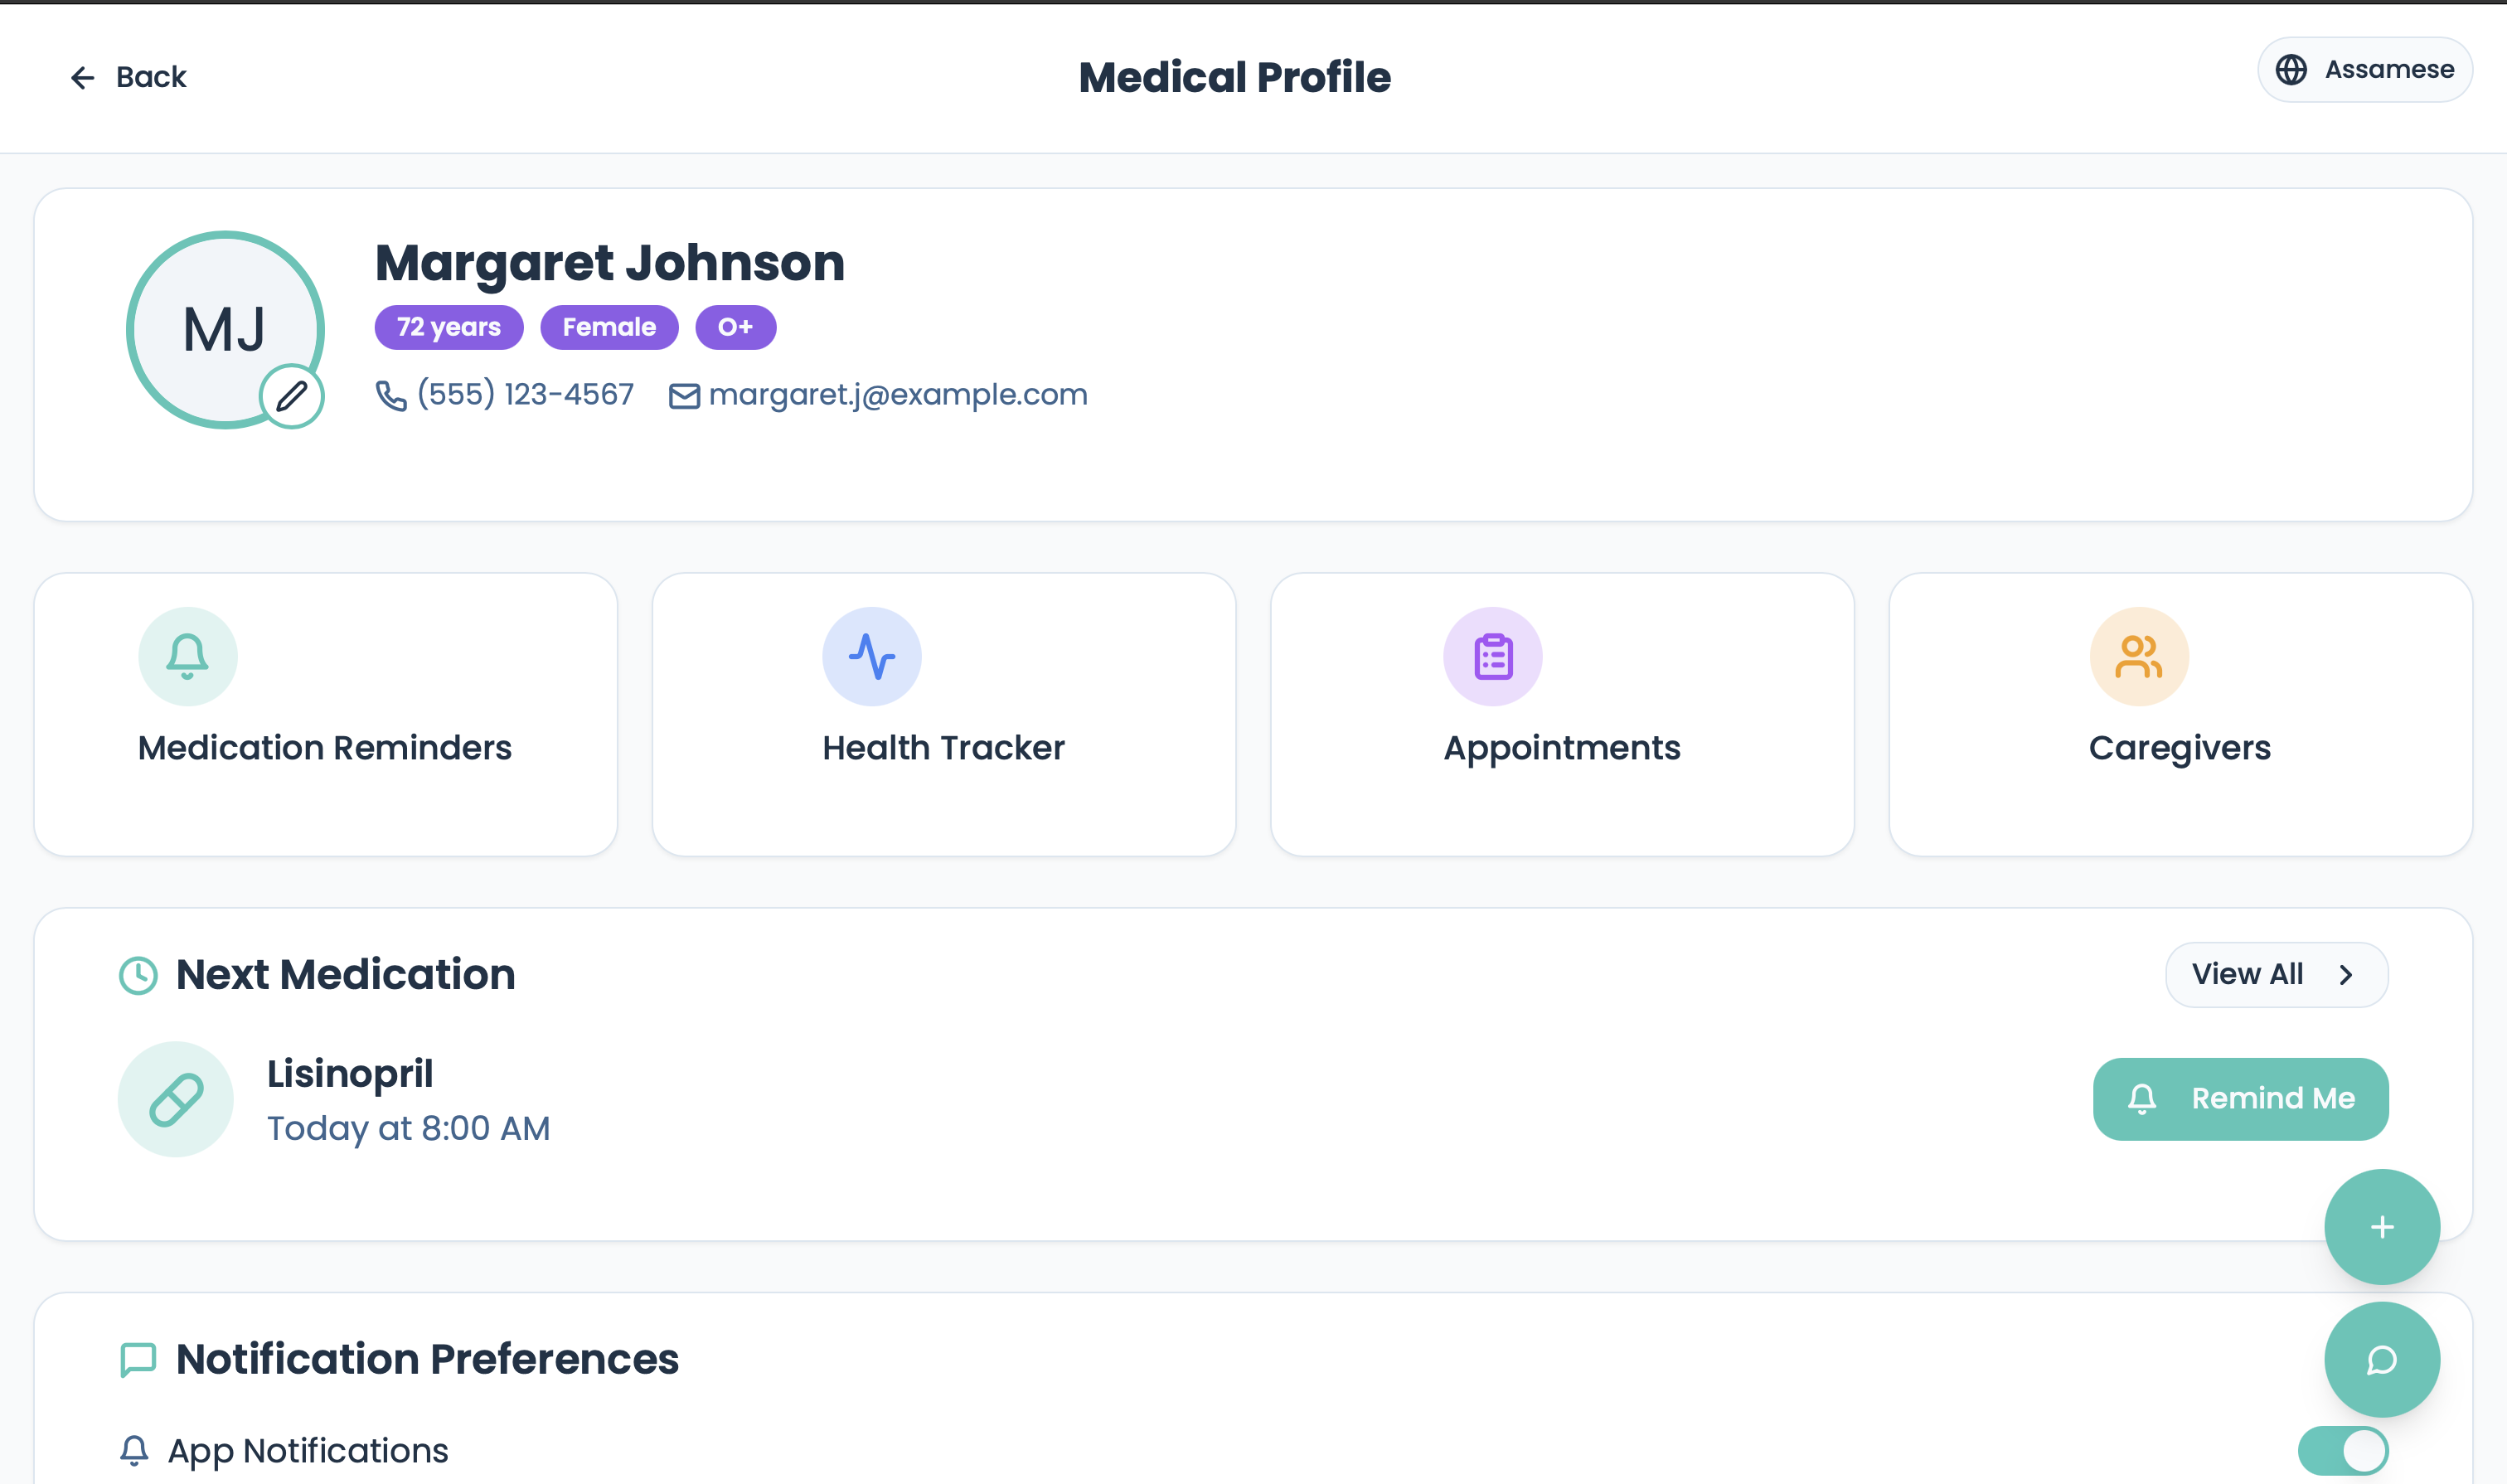 Back
Medical Profile
Assamese
MJ
Margaret Johnson
72 years Female O+
(555) 123-4567 margaret.j@example.com
Medication Reminders
Health Tracker
Appointments
Caregivers
Next Medication
View All
Lisinopril
Today at 8:00 AM
Remind Me
Notification Preferences
App Notifications